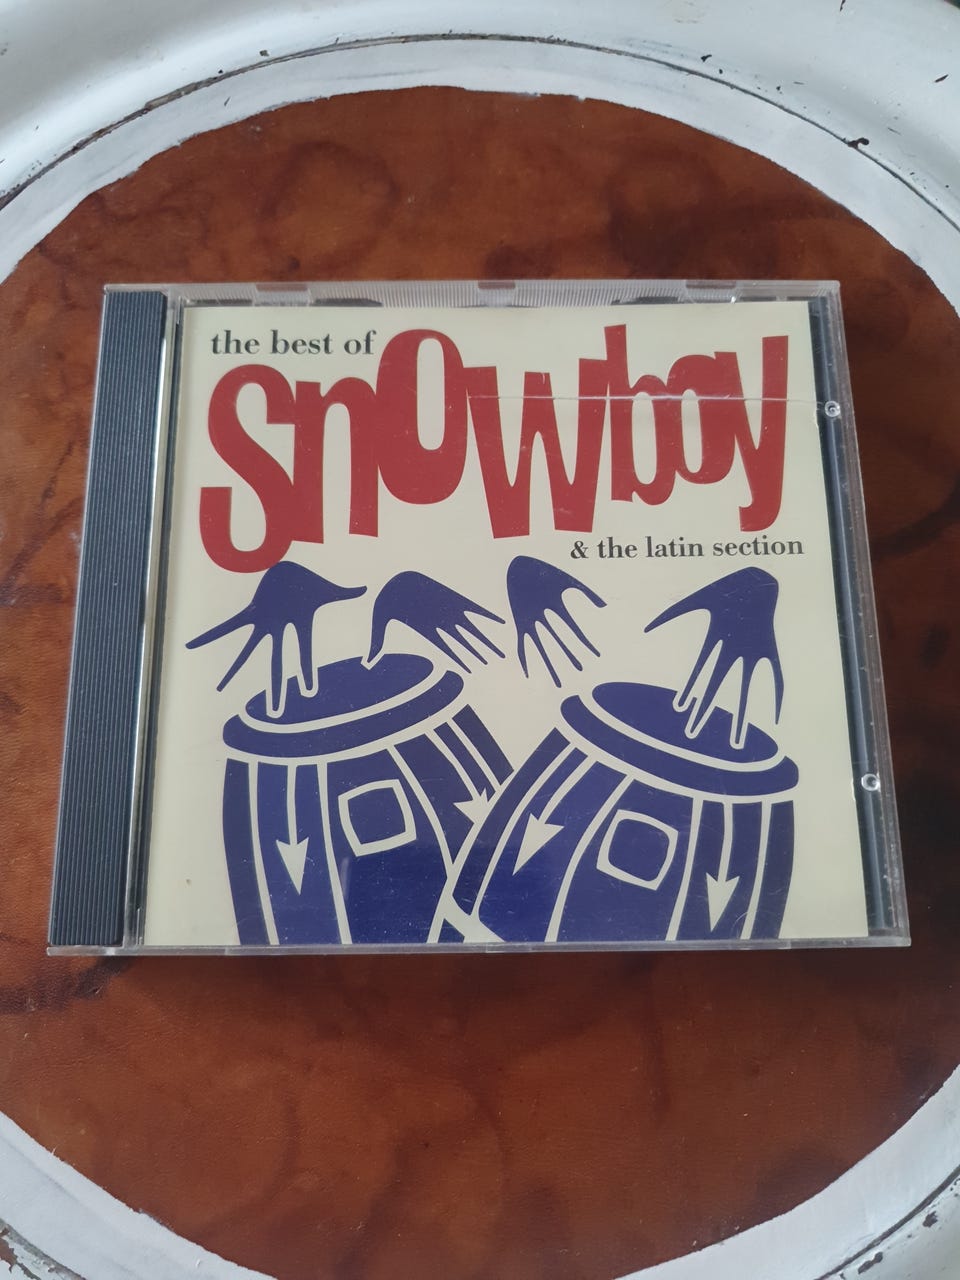 the best of
snowboy
& the latin section